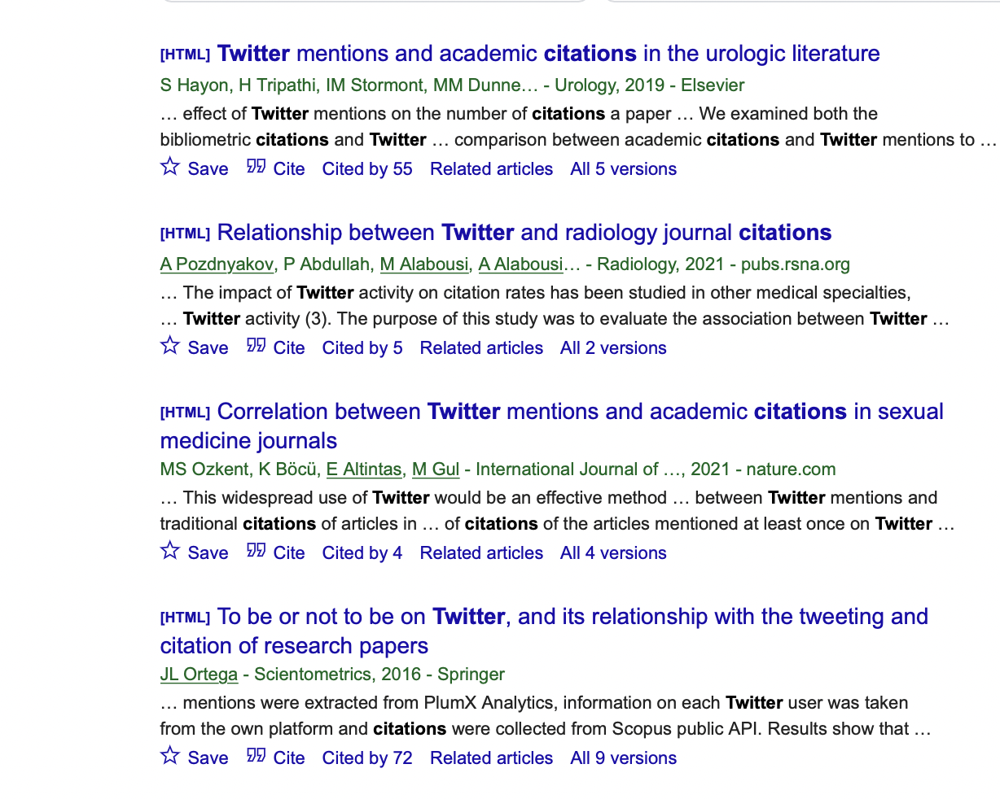 [HTML] Twitter mentions and academic citations in the urologic literature
S Hayon, H Tripathi, IM Stormont, MM Dunne… - Urology, 2019 - Elsevier
… effect of Twitter mentions on the number of citations a paper … We examined both the
bibliometric citations and Twitter … comparison between academic citations and Twitter mentions to …
Save Cite Cited by 55 Related articles All 5 versions
[HTML] Relationship between Twitter and radiology journal citations
A Pozdnyakov, P Abdullah, M Alabousi, A Alabousi… - Radiology, 2021 - pubs.rsna.org
… The impact of Twitter activity on citation rates has been studied in other medical specialties,
… Twitter activity (3). The purpose of this study was to evaluate the association between Twitter …
Save Cite Cited by 5 Related articles All 2 versions
[HTML] Correlation between Twitter mentions and academic citations in sexual
medicine journals
MS Ozkent, K Böcü, E Altintas, M Gul - International Journal of …, 2021 - nature.com
… This widespread use of Twitter would be an effective method … between Twitter mentions and
traditional citations of articles in … of citations of the articles mentioned at least once on Twitter …
Save Cite Cited by 4 Related articles All 4 versions
[HTML] To be or not to be on Twitter, and its relationship with the tweeting and
citation of research papers
JL Ortega - Scientometrics, 2016 - Springer
… mentions were extracted from PlumX Analytics, information on each Twitter user was taken
from the own platform and citations were collected from Scopus public API. Results show that …
Save Cite Cited by 72 Related articles All 9 versions